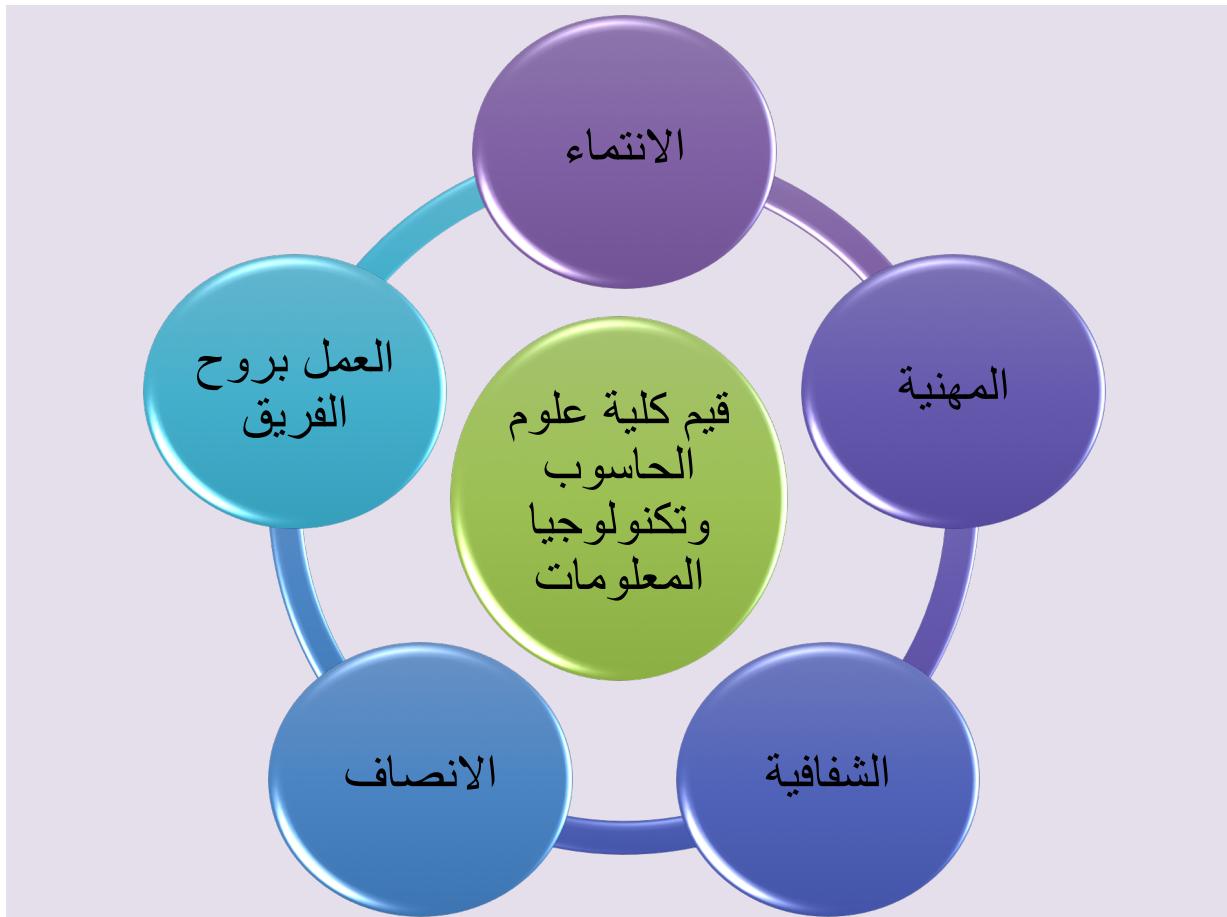 الانتماء
المهنية
الشفافية
الانصاف
العمل بروح
الفريق
قيم كلية علوم
الحاسوب
وتكنولوجيا
المعلومات